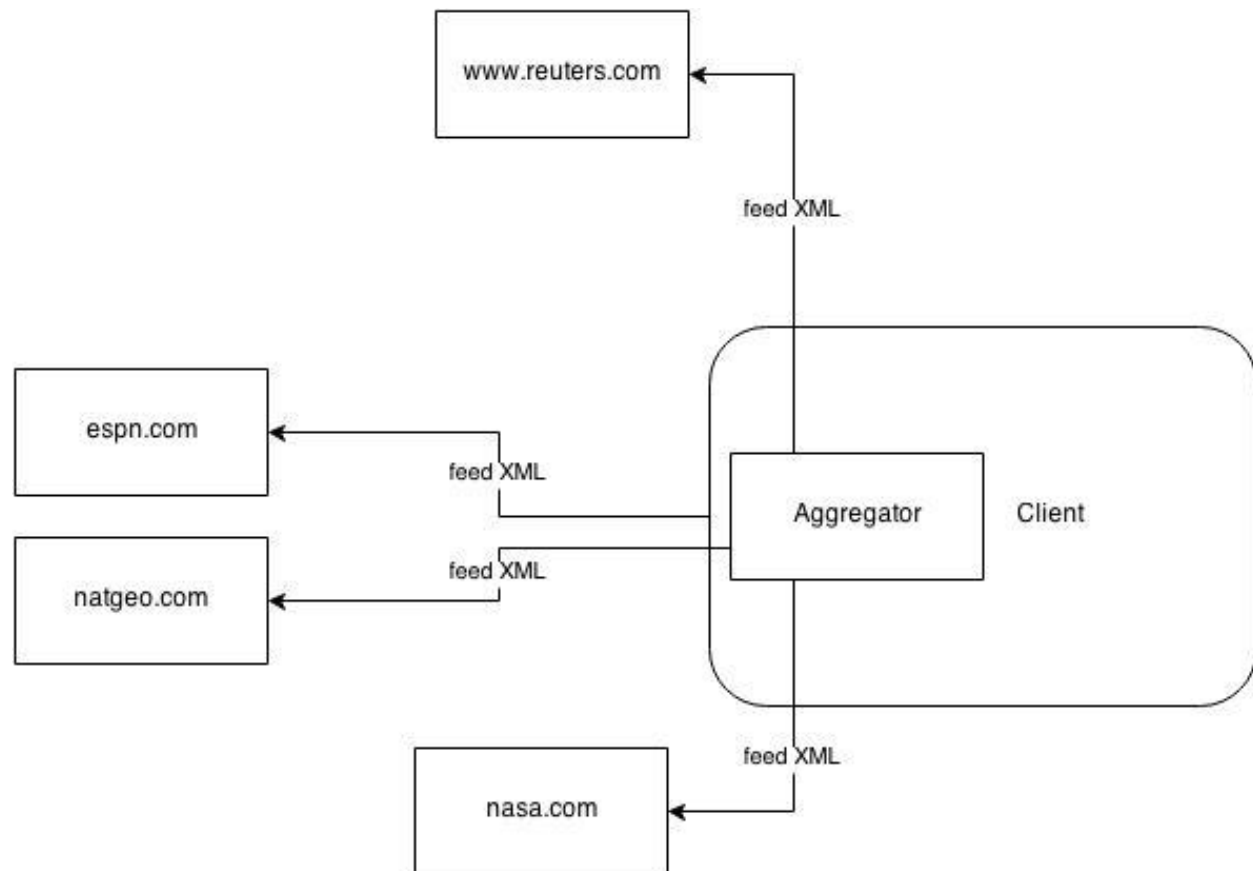 www.reuters.com
feed XML
espn.com
feed XML
Aggregator
Client
feed XML
natgeo.com
feed XML
nasa.com